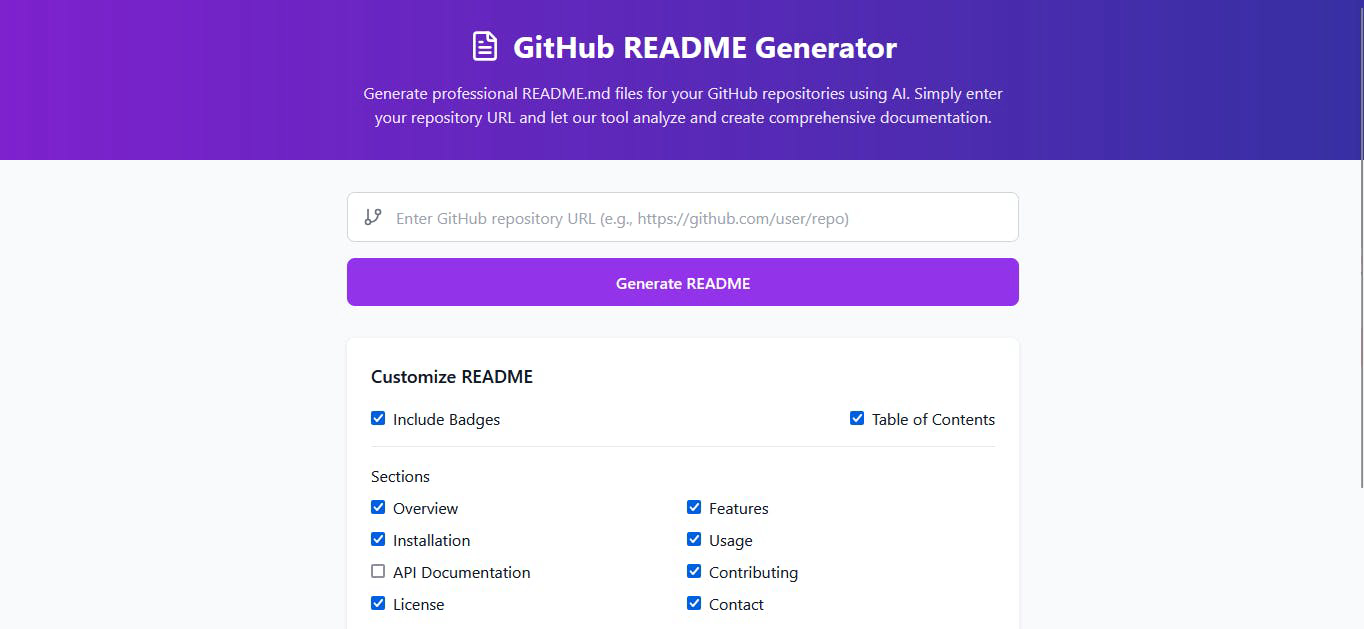 GitHub README Generator
Generate professional README.md files for your GitHub repositories using AI. Simply enter
your repository URL and let our tool analyze and create comprehensive documentation.
Enter GitHub repository URL (e.g., https://github.com/user/repo)
Generate README
Customize README
Include Badges
Table of Contents
Sections
Overview
Features
Installation
Usage
API Documentation
Contributing
License
Contact